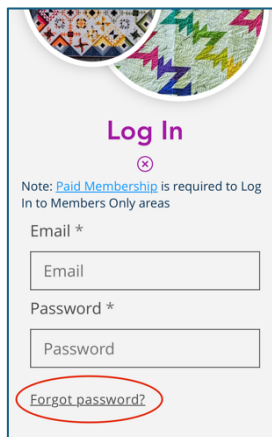 Log In
Note: Paid Membership is required to Log
In to Members Only areas
Email *
Email
Password *
Password
Forgot password?